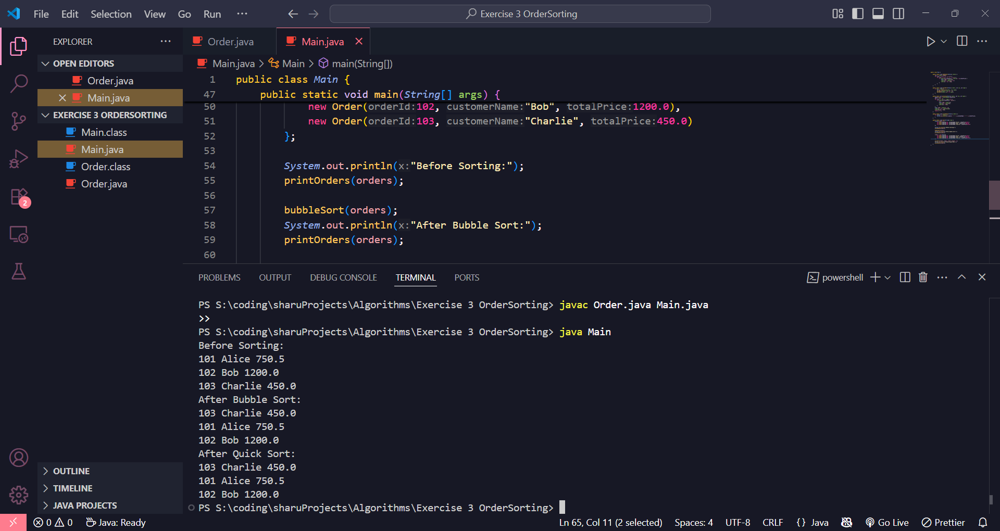 File Edit Selection View Go Run ··· Exercise 3 OrderSorting
EXPLORER ···
OPEN EDITORS
Order.java
Main.java
EXERCISE 3 ORDERSORTING
Main.class
Main.java
Order.class
Order.java
2
OUTLINE
TIMELINE
JAVA PROJECTS
Order.java Main.java
Main.java > Main > main(String[])
1 public class Main {
47 public static void main(String[] args) {
50 new Order(orderId:102, customerName:"Bob", totalPrice:1200.0),
51 new Order(orderId:103, customerName:"Charlie", totalPrice:450.0)
52 };
53
54 System.out.println(x:"Before Sorting:");
55 printOrders(orders);
56
57 bubbleSort(orders);
58 System.out.println(x:"After Bubble Sort:");
59 printOrders(orders);
60
PROBLEMS OUTPUT DEBUG CONSOLE TERMINAL PORTS powershell
PS S:\coding\sharuProjects\Algorithms\Exercise 3 OrderSorting> javac Order.java Main.java
>>
PS S:\coding\sharuProjects\Algorithms\Exercise 3 OrderSorting> java Main
Before Sorting:
101 Alice 750.5
102 Bob 1200.0
103 Charlie 450.0
After Bubble Sort:
103 Charlie 450.0
101 Alice 750.5
102 Bob 1200.0
After Quick Sort:
103 Charlie 450.0
101 Alice 750.5
102 Bob 1200.0
PS S:\coding\sharuProjects\Algorithms\Exercise 3 OrderSorting>
0 0 Java: Ready Ln 65, Col 11 (2 selected) Spaces: 4 UTF-8 CRLF {} Java Go Live Prettier